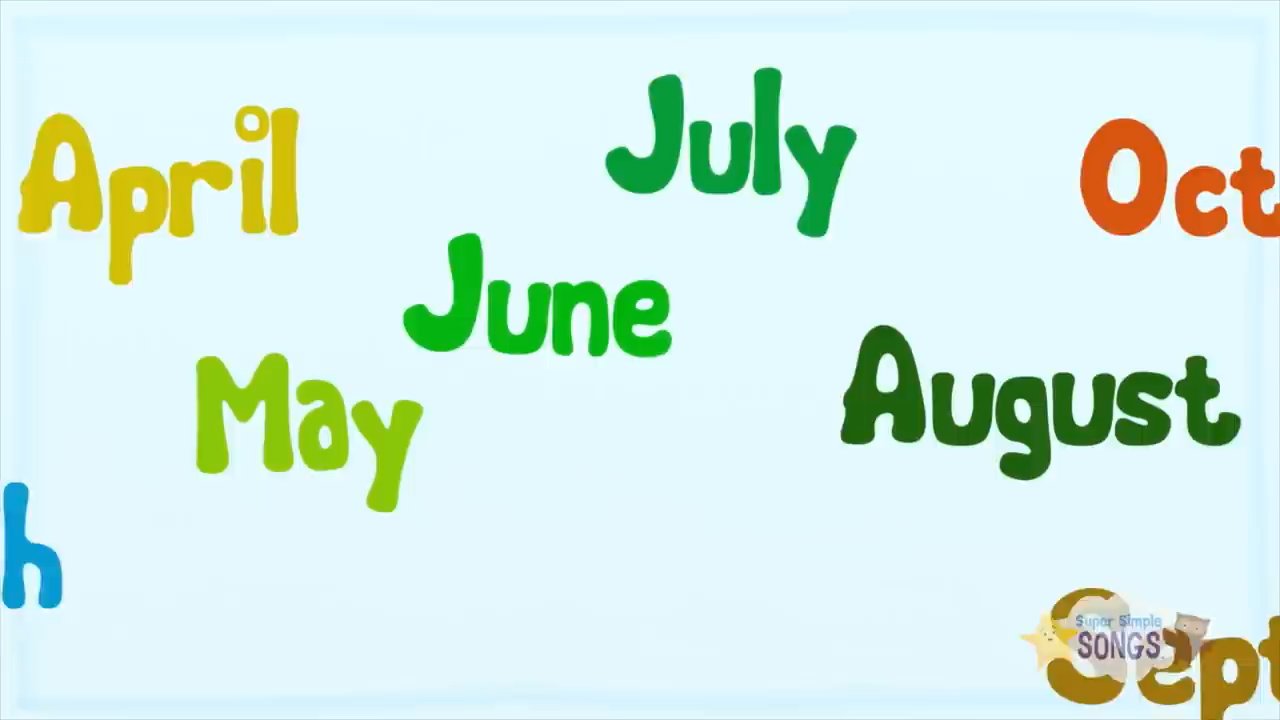 April
July
Oct
June
May
August
h
Super Simple
SONGS
Sept